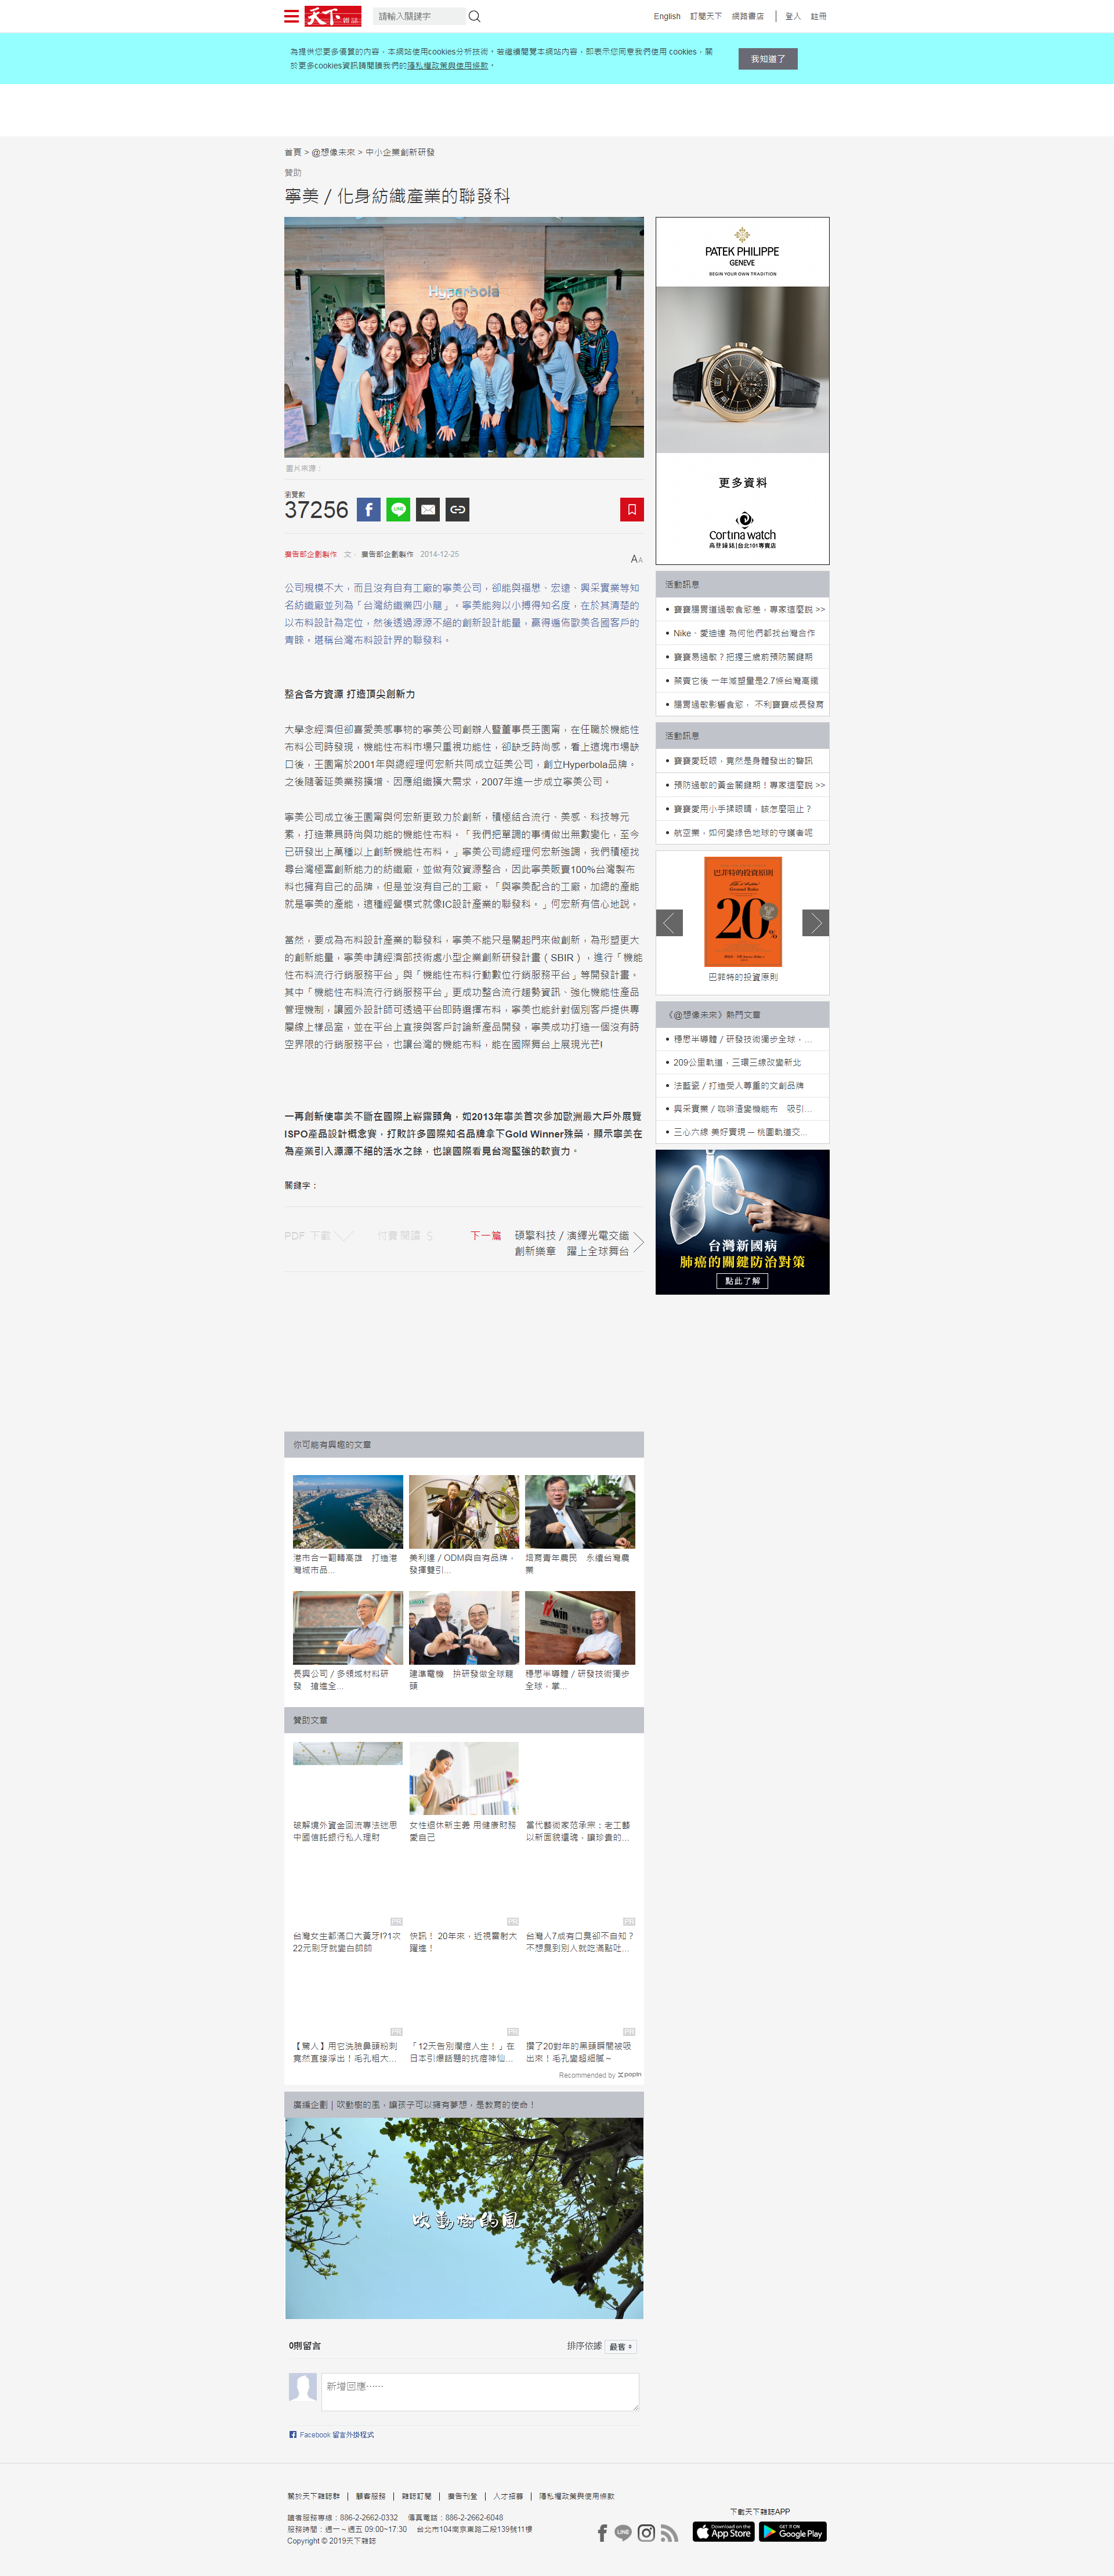 天下雜誌
請輸入關鍵字
English 訂閱天下 網路書店 登入 註冊
為提供您更多優質的內容，本網站使用cookies分析技術。若繼續閱覽本網站內容，即表示您同意我們使用 cookies，關
於更多cookies資訊請閱讀我們的隱私權政策與使用條款。
我知道了
首頁 > @想像未來 > 中小企業創新研發
贊助
寧美／化身紡織產業的聯發科
Hyperbola
圖片來源：
瀏覽數
37256
廣告部企劃製作 文 · 廣告部企劃製作 2014-12-25
AA
公司規模不大，而且沒有自有工廠的寧美公司，卻能與福懋、宏遠、興采實業等知
名紡織廠並列為「台灣紡織業四小龍」。寧美能夠以小搏得知名度，在於其清楚的
以布料設計為定位，然後透過源源不絕的創新設計能量，贏得遍佈歐美各國客戶的
青睞，堪稱台灣布料設計界的聯發科。
整合各方資源 打造頂尖創新力
大學念經濟但卻喜愛美感事物的寧美公司創辦人暨董事長王園甯，在任職於機能性
布料公司時發現，機能性布料市場只重視功能性，卻缺乏時尚感，看上這塊市場缺
口後，王園甯於2001年與總經理何宏新共同成立延美公司，創立Hyperbola品牌。
之後隨著延美業務擴增、因應組織擴大需求，2007年進一步成立寧美公司。
寧美公司成立後王園甯與何宏新更致力於創新，積極結合流行、美感、科技等元
素，打造兼具時尚與功能的機能性布料。「我們把單調的事情做出無數變化，至今
已研發出上萬種以上創新機能性布料。」寧美公司總經理何宏新強調，我們積極找
尋台灣極富創新能力的紡織廠，並做有效資源整合，因此寧美販賣100%台灣製布
料也擁有自己的品牌，但是並沒有自己的工廠。「與寧美配合的工廠，加總的產能
就是寧美的產能，這種經營模式就像IC設計產業的聯發科。」何宏新有信心地說。
當然，要成為布料設計產業的聯發科，寧美不能只是關起門來做創新，為形塑更大
的創新能量，寧美申請經濟部技術處小型企業創新研發計畫（SBIR），進行「機能
性布料流行行銷服務平台」與「機能性布料行動數位行銷服務平台」等開發計畫。
其中「機能性布料流行行銷服務平台」更成功整合流行趨勢資訊、強化機能性產品
管理機制，讓國外設計師可透過平台即時選擇布料，寧美也能針對個別客戶提供專
屬線上樣品室，並在平台上直接與客戶討論新產品開發，寧美成功打造一個沒有時
空界限的行銷服務平台，也讓台灣的機能布料，能在國際舞台上展現光芒!
一再創新使寧美不斷在國際上嶄露頭角，如2013年寧美首次參加歐洲最大戶外展覽
ISPO產品設計概念賽，打敗許多國際知名品牌拿下Gold Winner殊榮，顯示寧美在
為產業引入源源不絕的活水之餘，也讓國際看見台灣堅強的軟實力。
關鍵字：
PDF 下載 付費閱讀 $
下一篇 碩擎科技／演繹光電交織
創新樂章 躍上全球舞台
PATEK PHILIPPE
GENEVE
BEGIN YOUR OWN TRADITION
更多資料
Cortina Watch
高登鐘錶|台北101專賣店
活動訊息
寶寶腸胃道過敏食慾差，專家這麼說 >>
Nike、愛迪達 為何他們都找台灣合作
寶寶易過敏？把握三歲前預防關鍵期
禁賣它後 一年減塑量是2.7條台灣高鐵
腸胃過敏影響食慾， 不利寶寶成長發育
活動訊息
寶寶愛眨眼，竟然是身體發出的警訊
預防過敏的黃金關鍵期！專家這麼說 >>
寶寶愛用小手揉眼睛，該怎麼阻止？
航空業，如何變綠色地球的守護者呢
巴菲特的投資原則
20%
巴菲特的投資原則
《@想像未來》熱門文章
穩懋半導體／研發技術獨步全球，...
209公里軌道，三環三線改變新北
法藍瓷／打造受人尊重的文創品牌
興采實業／咖啡渣變機能布 吸引...
三心六線 美好實現 ─ 桃園軌道交...
台灣新國病
肺癌的關鍵防治對策
點此了解
你可能有興趣的文章
港市合一翻轉高雄 打造港
灣城市品...
美利達／ODM與自有品牌，
發揮雙引...
培育青年農民 永續台灣農
業
win
長興公司／多領域材料研
發 搶進全...
建準電機 拚研發做全球龍
頭
穩懋半導體／研發技術獨步
全球，掌...
贊助文章
破解境外資金回流專法迷思
中國信託銀行私人理財
女性退休新主義 用健康財務
愛自己
當代藝術家范承宗：老工藝
以新面貌還魂，讓珍貴的...
PR
PR
PR
台灣女生都滿口大黃牙!?1次
22元刷牙就變白帥帥
快訊！ 20年來，近視雷射大
躍進！
台灣人7成有口臭卻不自知？
不想臭到別人就吃滿點吐...
PR
PR
PR
【驚人】用它洗臉鼻頭粉刺
竟然直接浮出！毛孔粗大...
「12天告別爛痘人生！」在
日本引爆話題的抗痘神仙...
攢了20對年的黑頭瞬間被吸
出來！毛孔變超細膩～
Recommended by popIn
廣編企劃｜吹動樹的風，讓孩子可以擁有夢想，是教育的使命！
吹動樹的風
0則留言
排序依據 最舊
新增回應⋯⋯
Facebook 留言外掛程式
關於天下雜誌群 | 顧客服務 | 雜誌訂閱 | 廣告刊登 | 人才招募 | 隱私權政策與使用條款
讀者服務專線：886-2-2662-0332 傳真電話：886-2-2662-6048
服務時間：週一～週五 09:00~17:30 台北市104南京東路二段139號11樓
Copyright © 2019天下雜誌
下載天下雜誌APP
Download on the
App Store
GET IT ON
Google Play